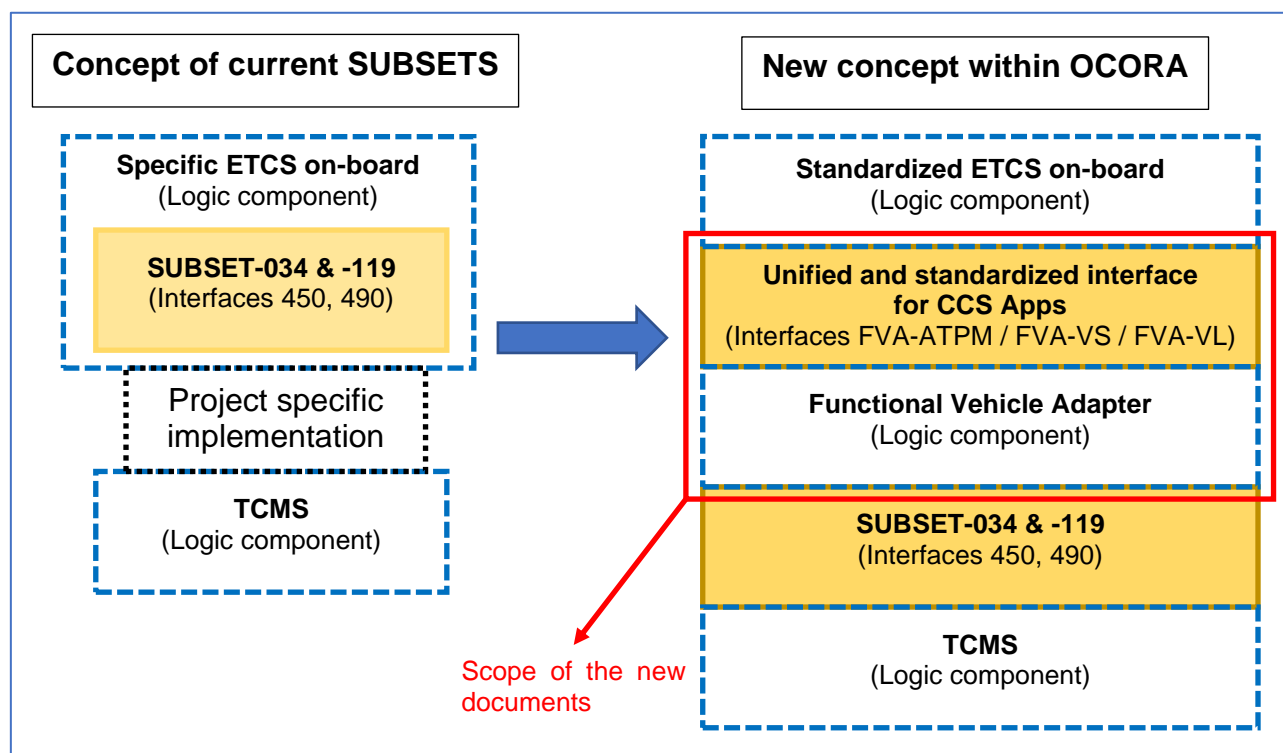 Concept of current SUBSETS
Specific ETCS on-board
(Logic component)
SUBSET-034 & -119
(Interfaces 450, 490)
Project specific
implementation
TCMS
(Logic component)
New concept within OCORA
Standardized ETCS on-board
(Logic component)
Unified and standardized interface
for CCS Apps
(Interfaces FVA-ATPM / FVA-VS / FVA-VL)
Functional Vehicle Adapter
(Logic component)
SUBSET-034 & -119
(Interfaces 450, 490)
TCMS
(Logic component)
Scope of the new
documents